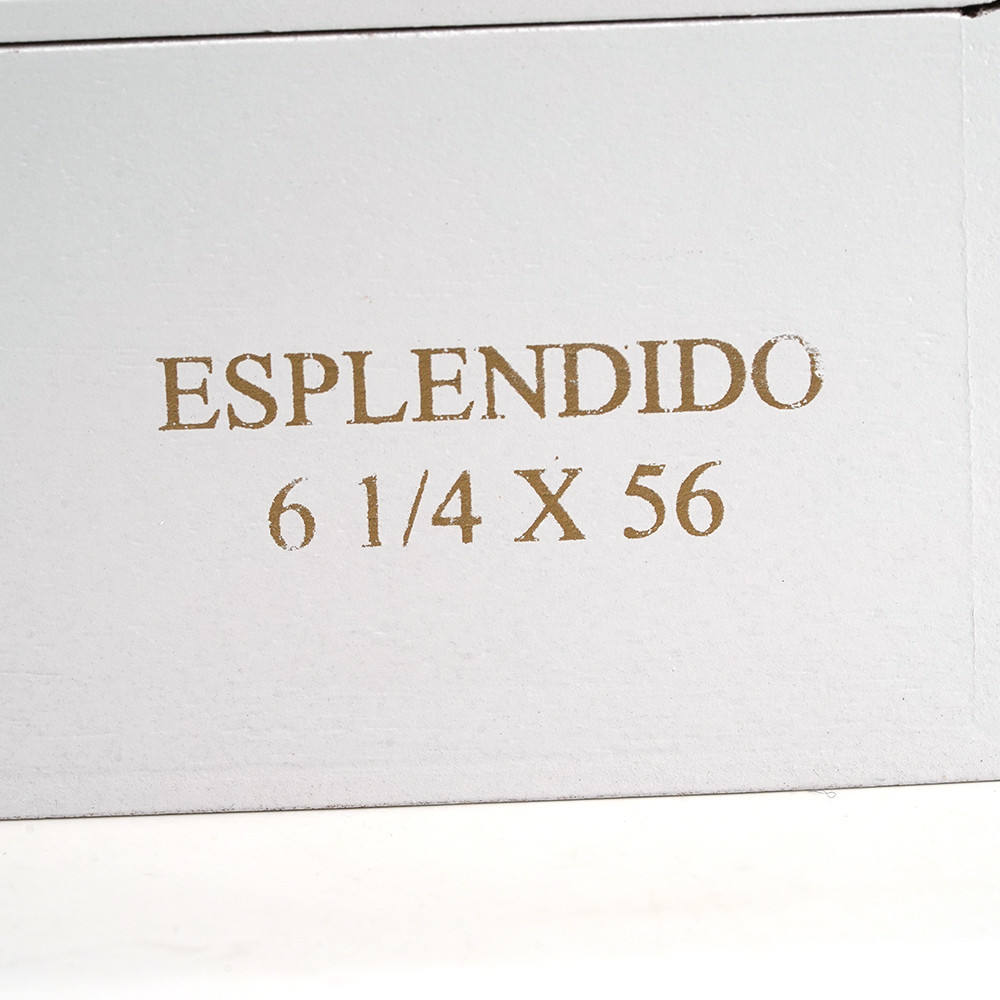 ESPLENDIDO
6 1/4 X 56